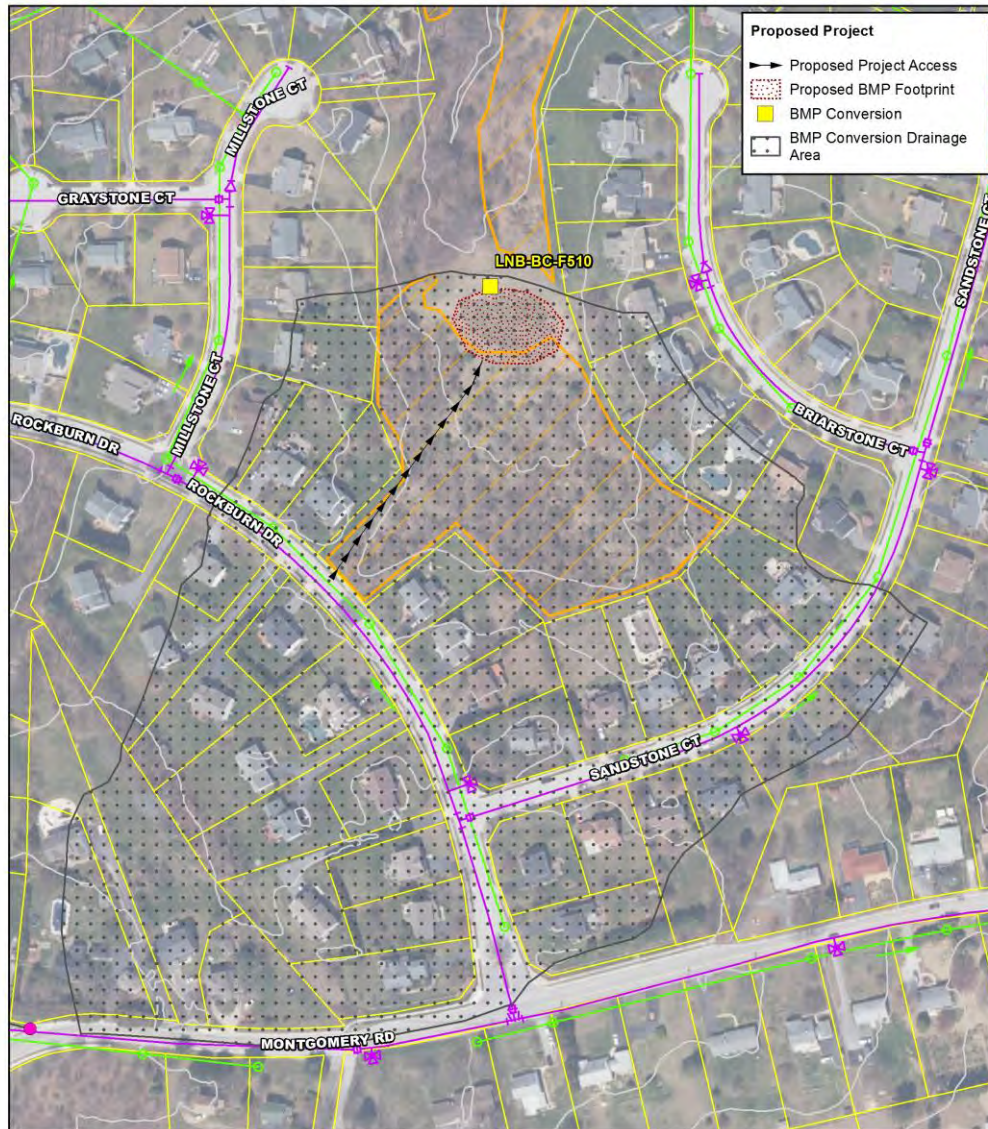 Proposed Project
Proposed Project Access
Proposed BMP Footprint
BMP Conversion
BMP Conversion Drainage
Area
MILLSTONE CT
GRAYSTONE CT
SANDSTONE CT
LNB-BC-F510
MILLSTONE CT
ROCKBURN DR
BRIARSTONE CT
ROCKBURN DR
SANDSTONE CT
MONTGOMERY RD